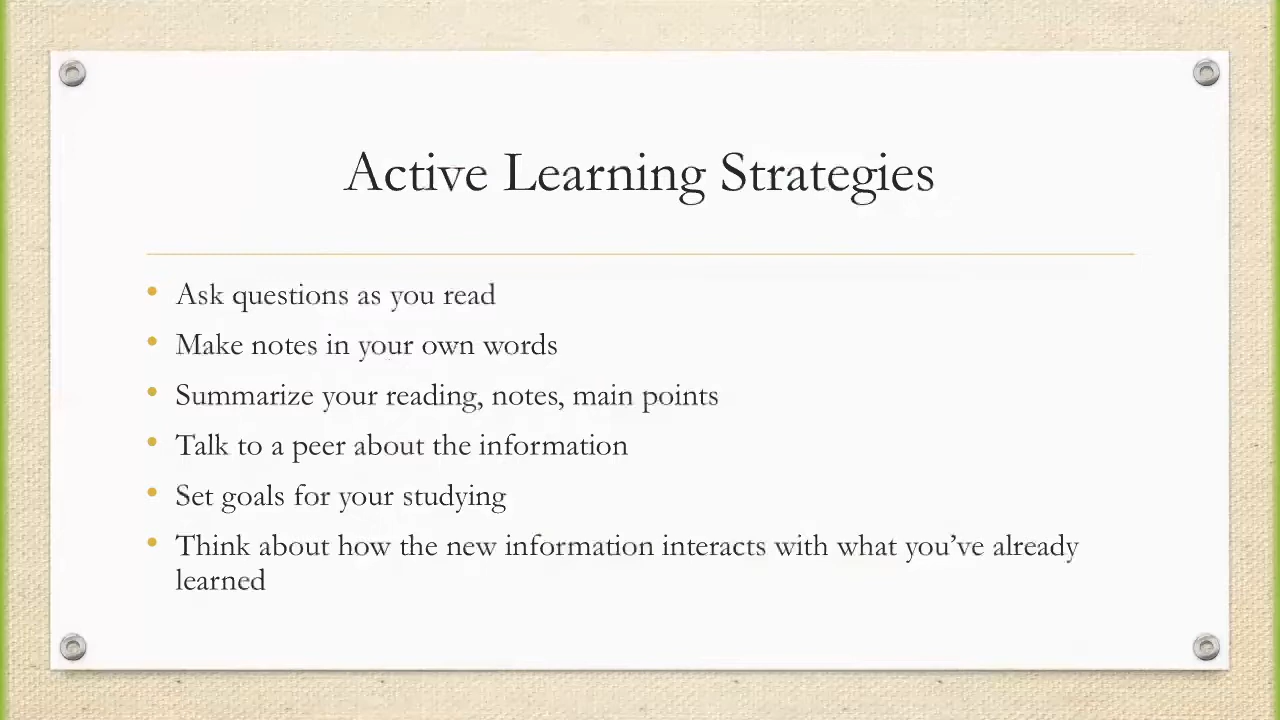 Active Learning Strategies
• Ask questions as you read
• Make notes in your own words
• Summarize your reading, notes, main points
• Talk to a peer about the information
• Set goals for your studying
• Think about how the new information interacts with what you’ve already
learned